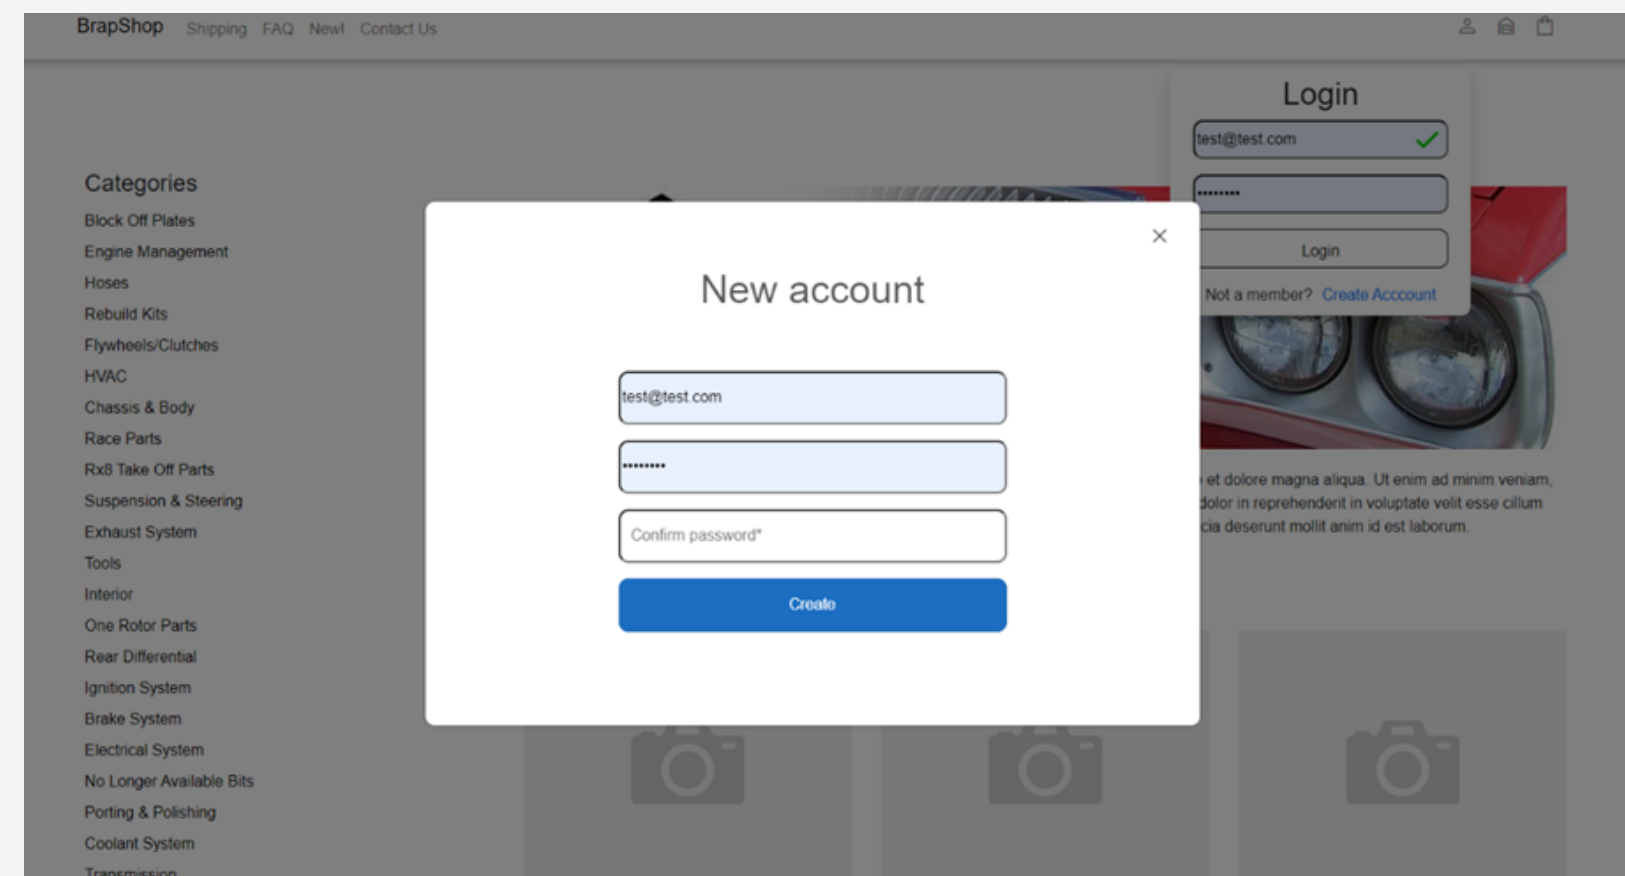 BrapShop Shipping FAQ New! Contact Us
Login
test@test.com
••••••••
Login
Not a member? Create Acccount
Categories
Block Off Plates
Engine Management
Hoses
Rebuild Kits
Flywheels/Clutches
HVAC
Chassis & Body
Race Parts
Rx8 Take Off Parts
Suspension & Steering
Exhaust System
Tools
Interior
One Rotor Parts
Rear Differential
Ignition System
Brake System
Electrical System
No Longer Available Bits
Porting & Polishing
Coolant System
Transmission
New account
test@test.com
••••••••
Confirm password*
Create
et dolore magna aliqua. Ut enim ad minim veniam,
dolor in reprehenderit in voluptate velit esse cillum
cia deserunt mollit anim id est laborum.